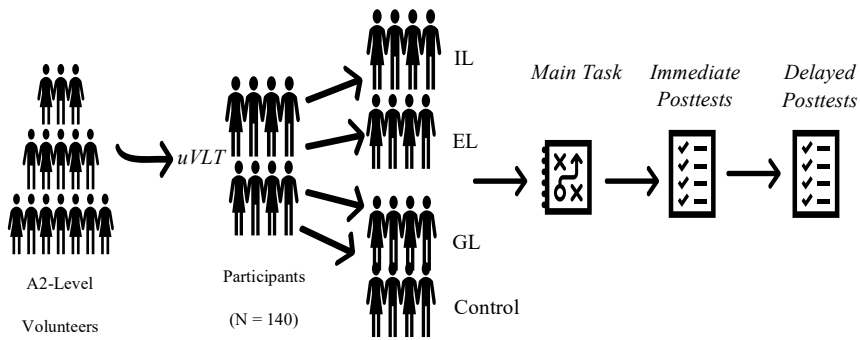 A2-Level
Volunteers
uVLT
Participants
(N = 140)
IL
EL
GL
Control
Main Task
Immediate
Posttests
Delayed
Posttests